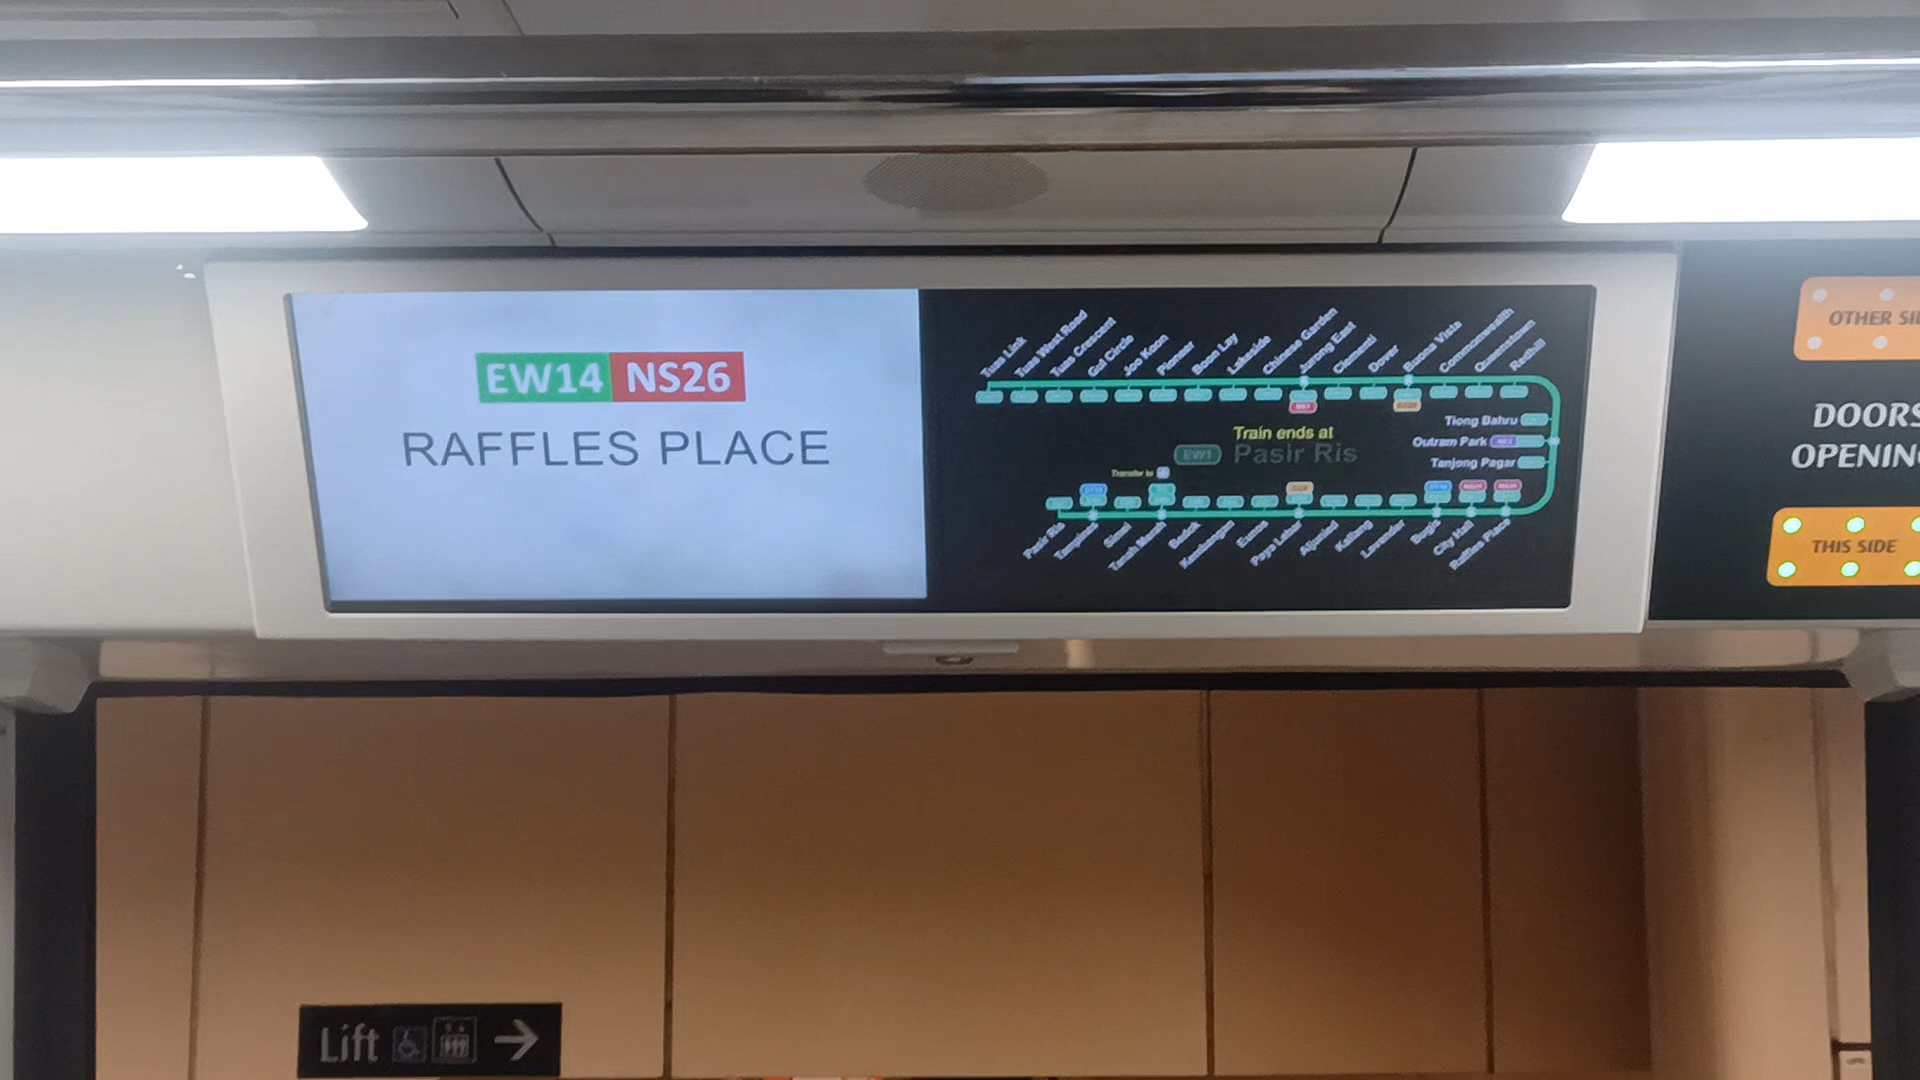 EW14 NS26
RAFFLES PLACE
Tuas Link
Tuas West Road
Tuas Crescent
Gul Circle
Joo Koon
Pioneer
Boon Lay
Lakeside
Chinese Garden
Jurong East
Clementi
Dover
Buona Vista
Commonwealth
Queenstown
Redhill
Tiong Bahru
Outram Park
Tanjong Pagar
Train ends at
EW1 Pasir Ris
Transfer to
Pasir Ris
Tampines
Simei
Tanah Merah
Bedok
Kembangan
Eunos
Paya Lebar
Aljunied
Kallang
Lavender
Bugis
City Hall
Raffles Place
OTHER SI
DOORS
OPENIN
THIS SIDE
Lift